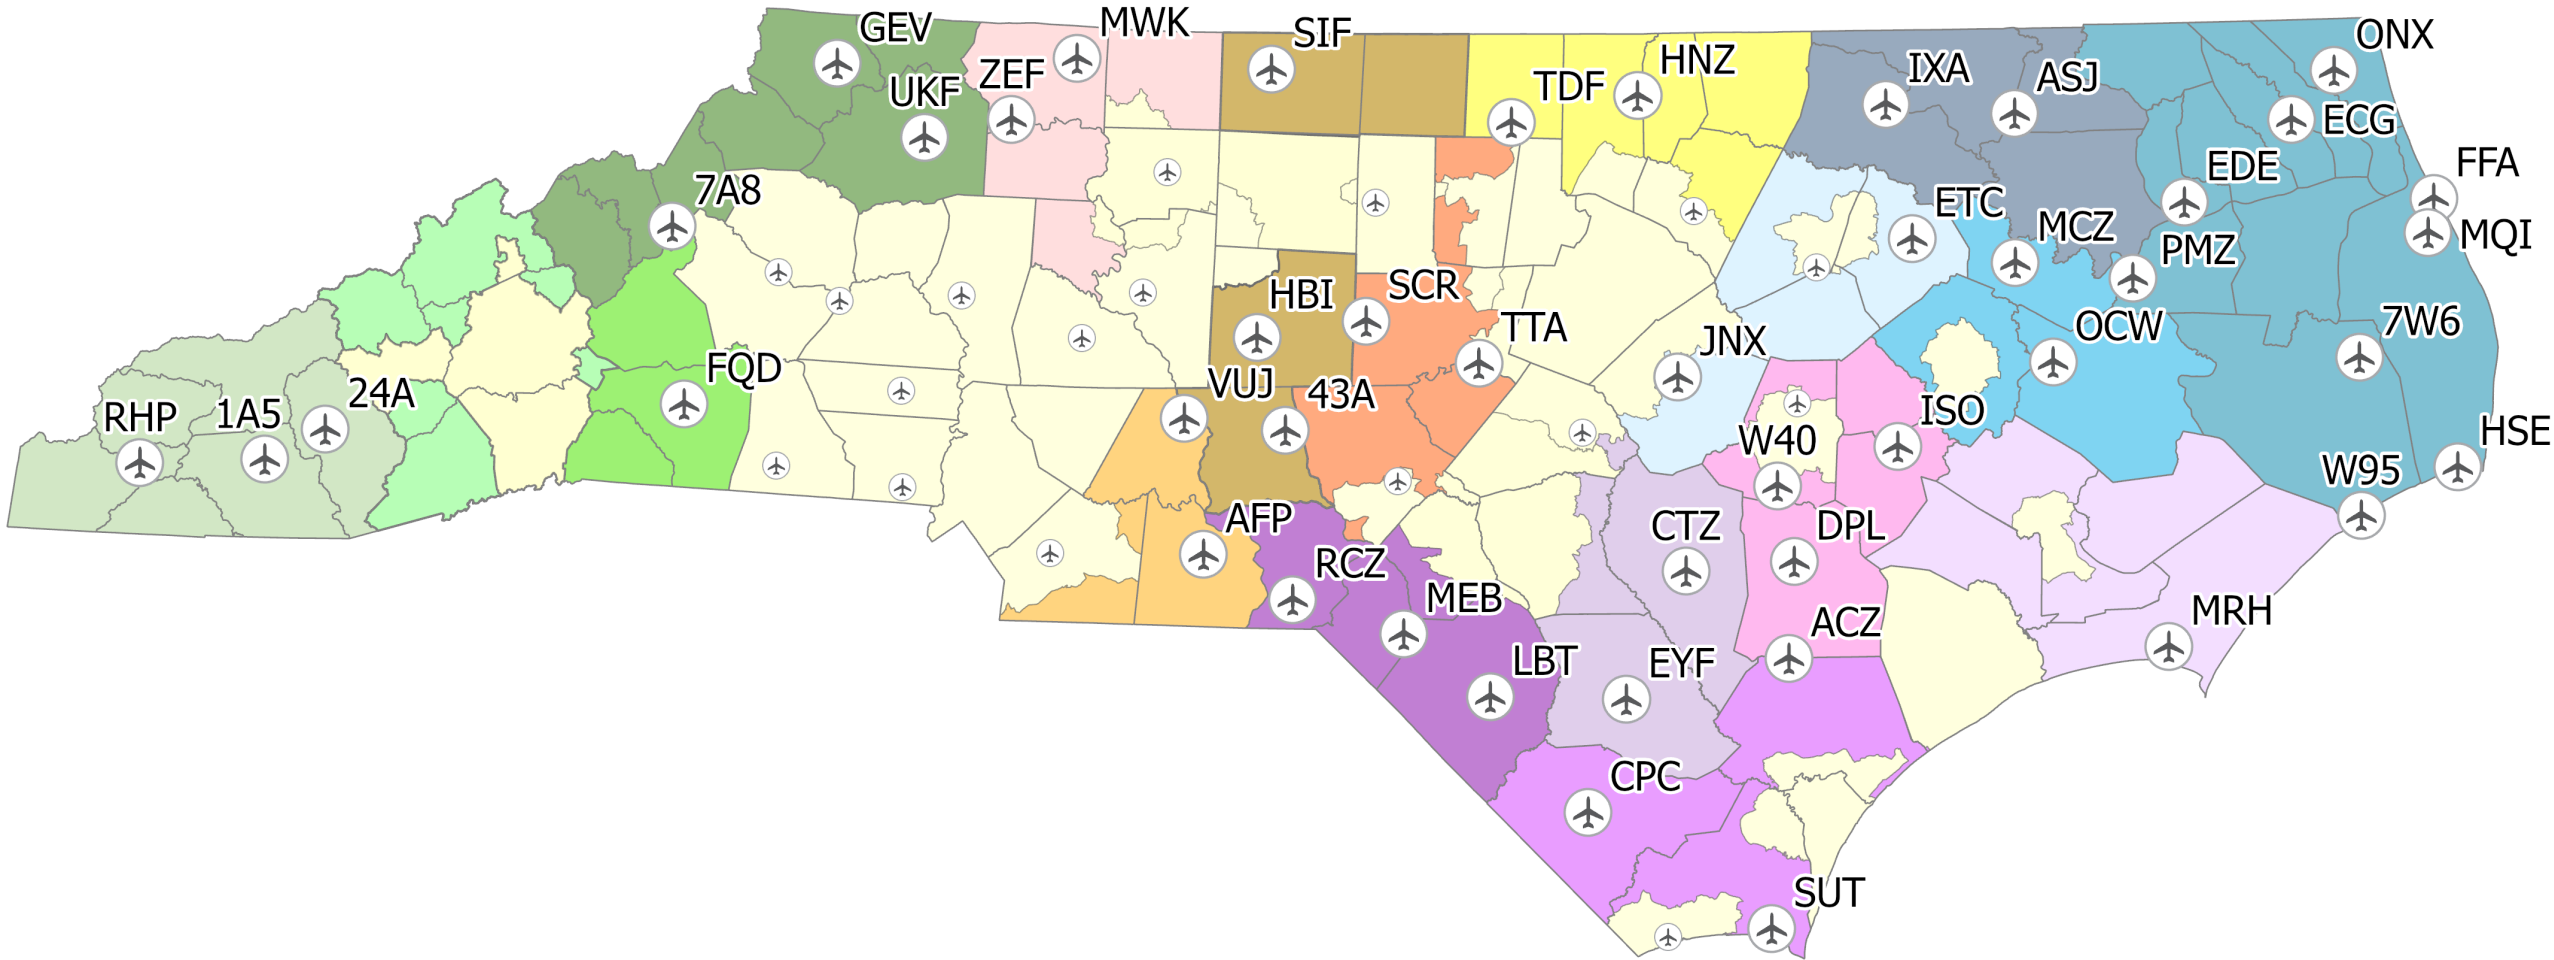 GEV
MWK
SIF
ONX
ZEF
UKF
TDF
HNZ
IXA
ASJ
ECG
FFA
EDE
7A8
ETC
MCZ
PMZ
MQI
HBI
SCR
TTA
JNX
OCW
7W6
FQD
24A
RHP
1A5
VUJ
43A
ISO
W40
HSE
W95
AFP
CTZ
DPL
RCZ
MEB
ACZ
MRH
LBT
EYF
CPC
SUT